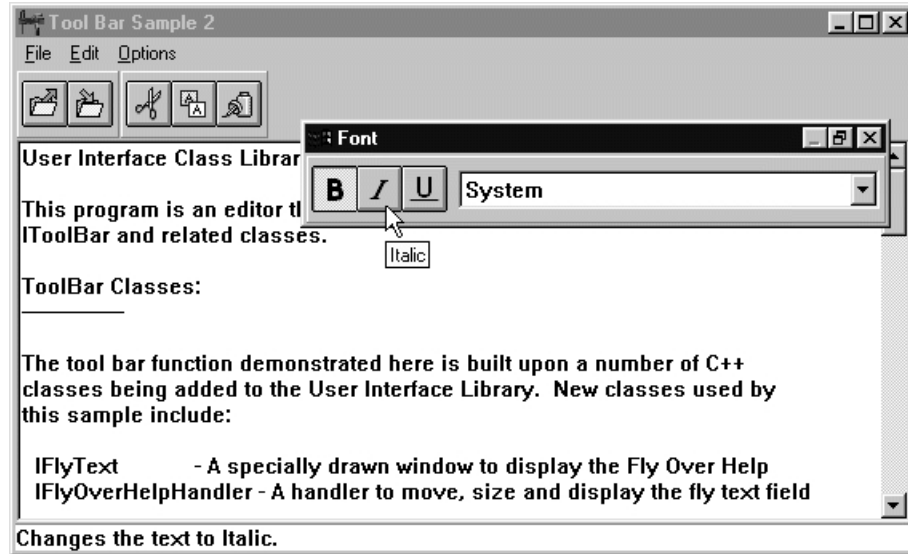 Tool Bar Sample 2
File Edit Options
Font
B I U System
Italic
User Interface Class Librar
This program is an editor th
IToolBar and related classes.
ToolBar Classes:
The tool bar function demonstrated here is built upon a number of C++
classes being added to the User Interface Library. New classes used by
this sample include:
IFlyText - A specially drawn window to display the Fly Over Help
IFlyOverHelpHandler - A handler to move, size and display the fly text field
Changes the text to Italic.